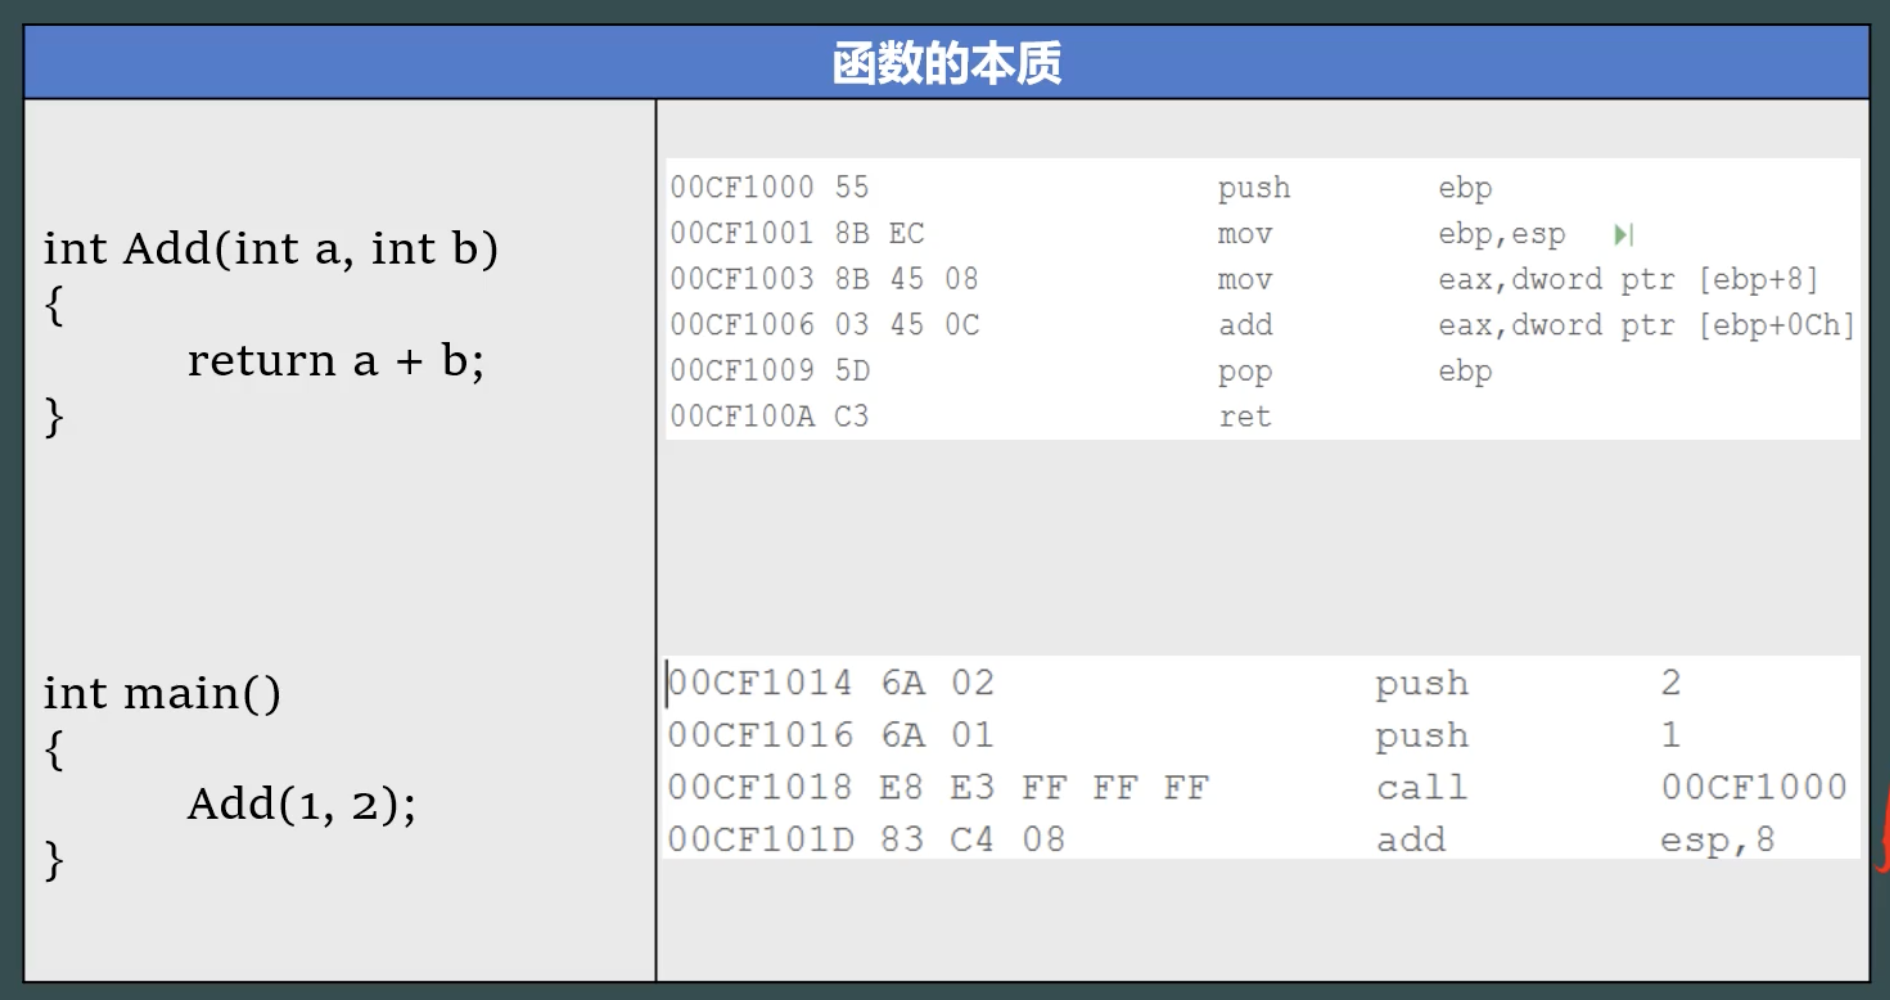 函数的本质
int Add(int a, int b)
{
return a + b;
}
00CF1000 55 push ebp
00CF1001 8B EC mov ebp,esp
00CF1003 8B 45 08 mov eax,dword ptr [ebp+8]
00CF1006 03 45 0C add eax,dword ptr [ebp+0Ch]
00CF1009 5D pop ebp
00CF100A C3 ret
int main()
{
Add(1, 2);
}
00CF1014 6A 02 push 2
00CF1016 6A 01 push 1
00CF1018 E8 E3 FF FF FF call 00CF1000
00CF101D 83 C4 08 add esp,8